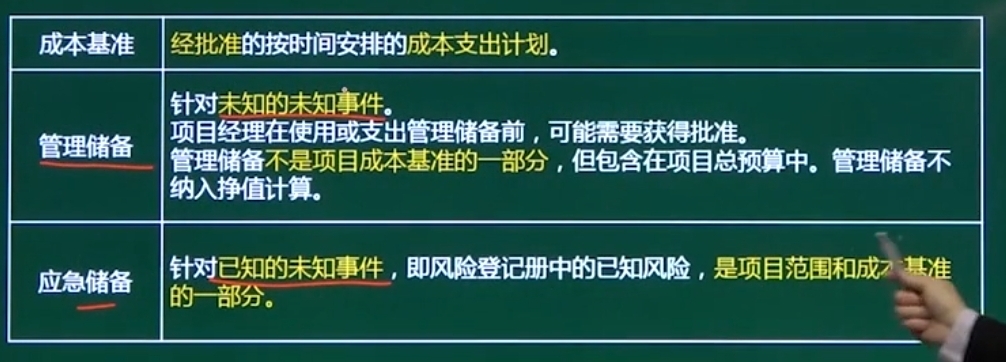 成本基准
经批准的按时间安排的成本支出计划。
管理储备
针对未知的未知事件。
项目经理在使用或支出管理储备前，可能需要获得批准。
管理储备不是项目成本基准的一部分，但包含在项目总预算中。管理储备不
纳入挣值计算。
应急储备
针对已知的未知事件，即风险登记册中的已知风险，是项目范围和成本基准
的一部分。